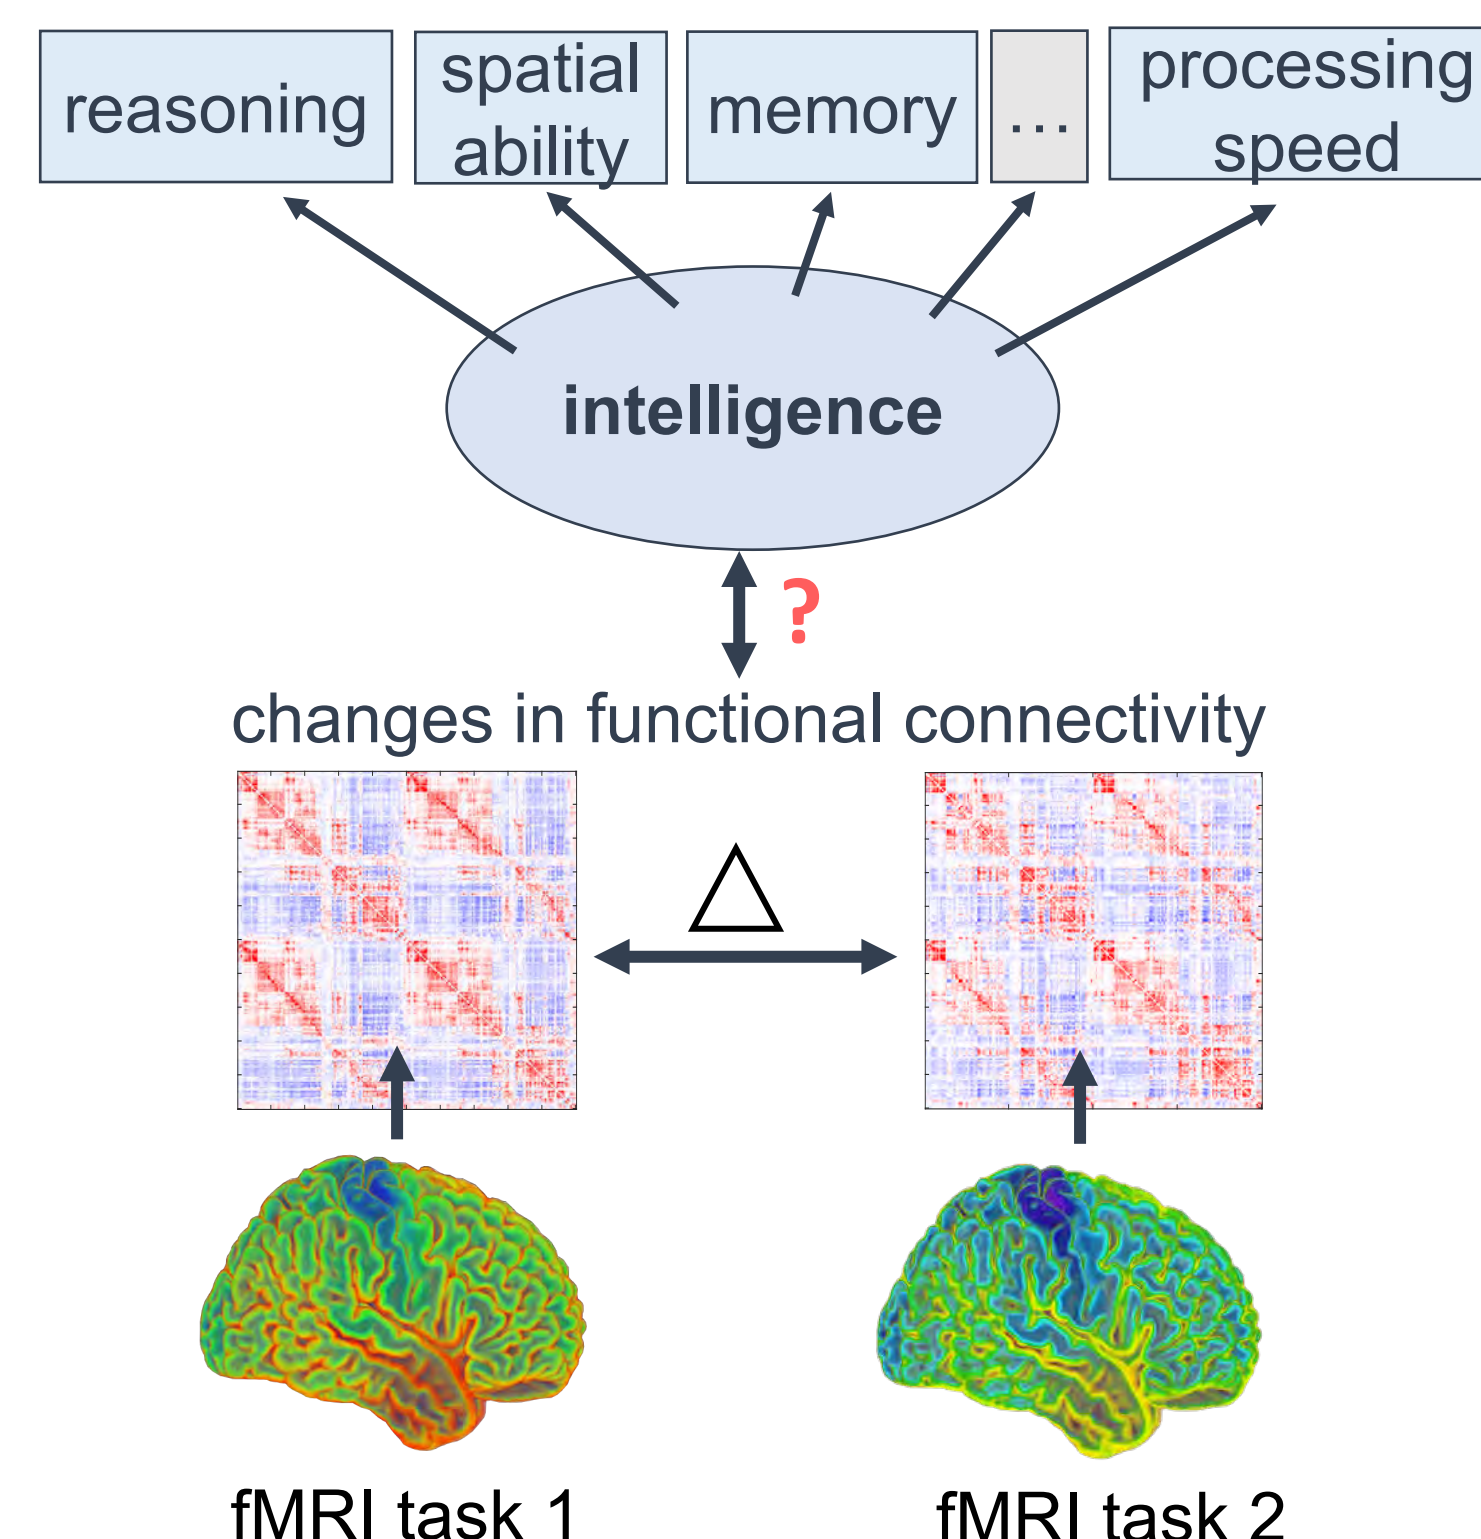 reasoning
spatial
ability
memory
...
processing
speed
intelligence
?
changes in functional connectivity
△
fMRI task 1
fMRI task 2